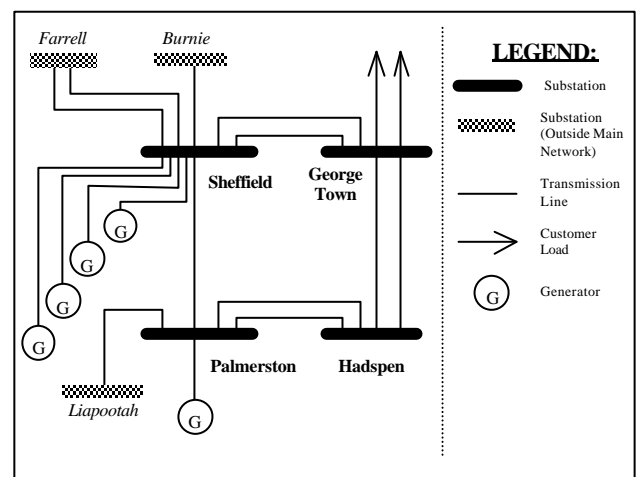 Farrell
Burnie
Sheffield
George
Town
G
G
G
G
Palmerston
Hadspen
Liapootah
G
LEGEND:
Substation
Substation
(Outside Main
Network)
Transmission
Line
Customer
Load
G
Generator